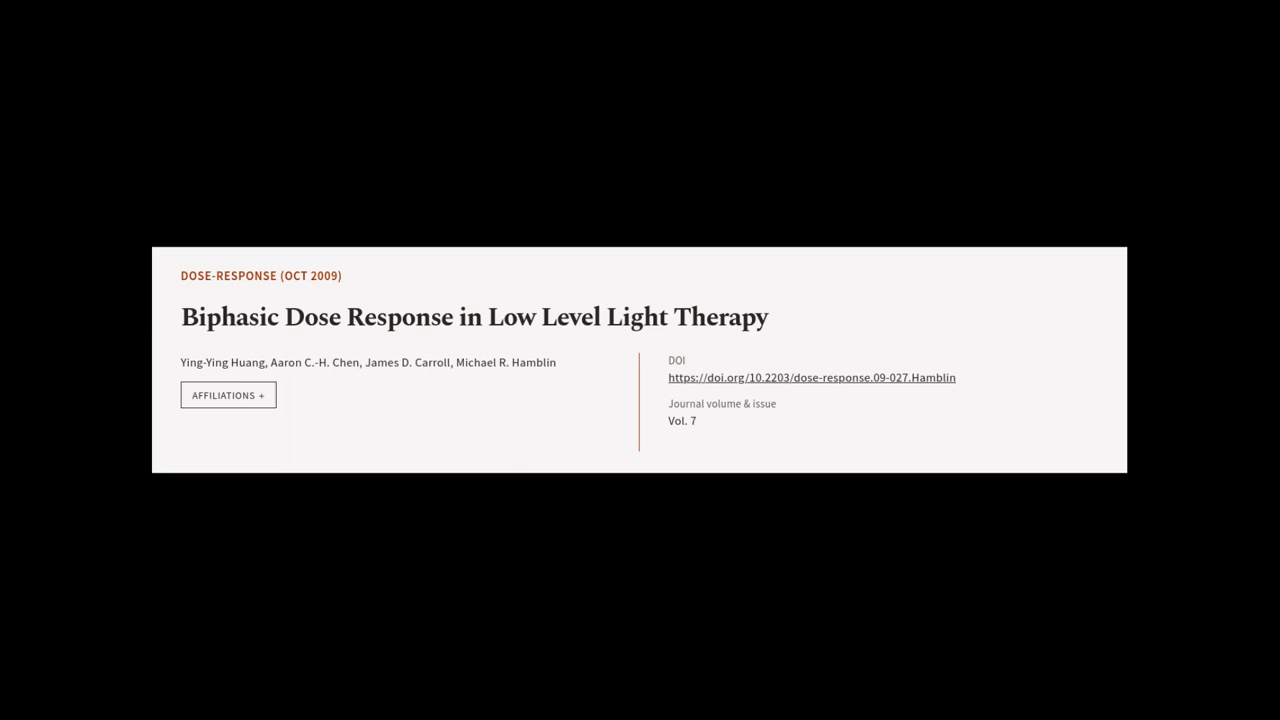 DOSE-RESPONSE (OCT 2009)
Biphasic Dose Response in Low Level Light Therapy
Ying-Ying Huang, Aaron C.-H. Chen, James D. Carroll, Michael R. Hamblin
AFFILIATIONS +
DOI
https://doi.org/10.2203/dose-response.09-027.Hamblin
Journal volume & issue
Vol. 7